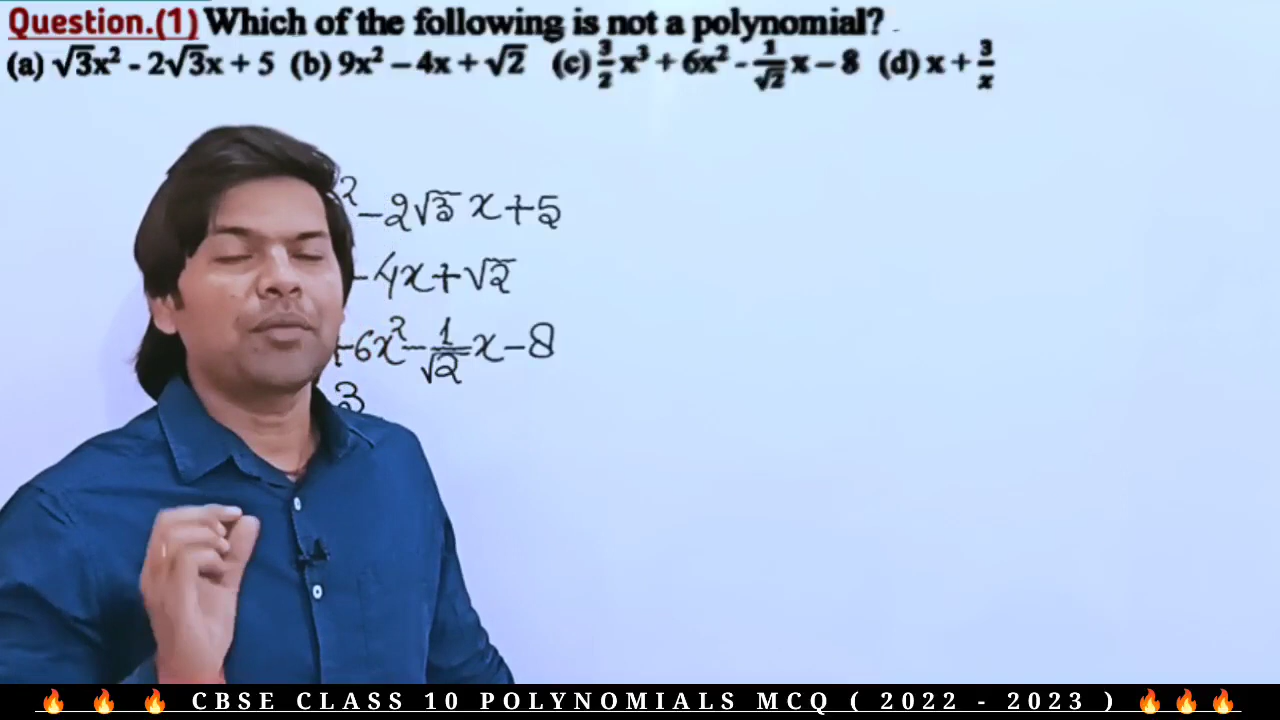 Question.(1) Which of the following is not a polynomial?
(a) √3x² - 2√3x + 5 (b) 9x² – 4x + √2 (c) 3/2 x³ + 6x² - 1/√2 x – 8 (d) x + 3/x
² - 2√3 x + 5
- 4x + √2
+ 6x² - 1/√2 x - 8
3
🔥 🔥 🔥 CBSE CLASS 10 POLYNOMIALS MCQ ( 2022 - 2023 ) 🔥🔥🔥